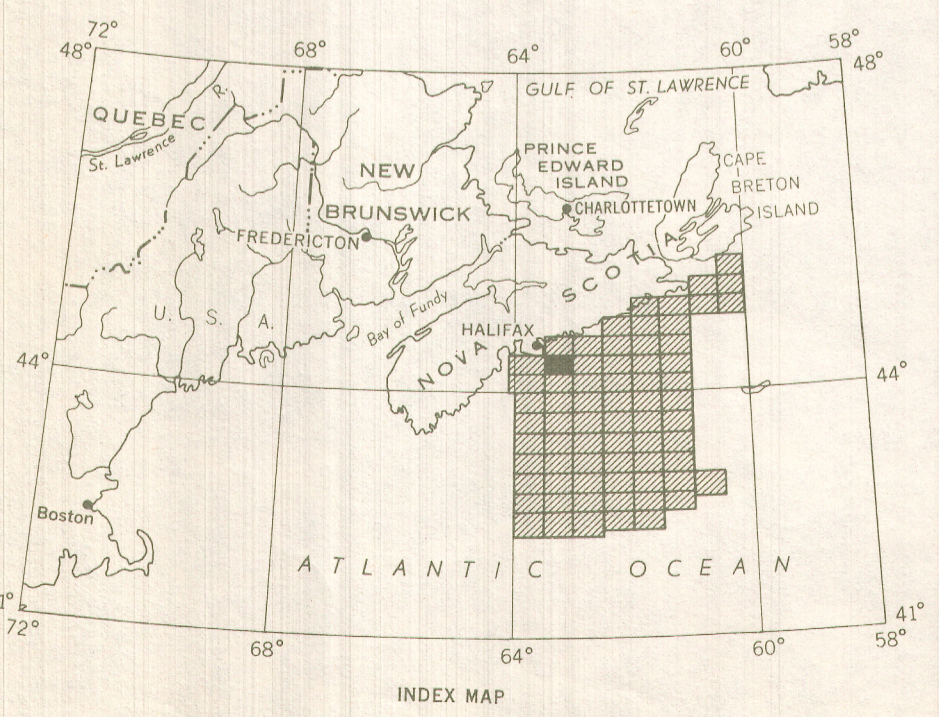 72°
68°
64°
60°
58°
48°
48°
GULF OF ST. LAWRENCE
R.
QUEBEC
St. Lawrence
PRINCE
EDWARD
ISLAND
CAPE
BRETON
ISLAND
NEW
BRUNSWICK
CHARLOTTETOWN
FREDERICTON
U. S. A.
Bay of Fundy
HALIFAX
NOVA SCOTIA
44°
44°
Boston
ATLANTIC OCEAN
1°
41°
72°
68°
64°
60°
58°
INDEX MAP